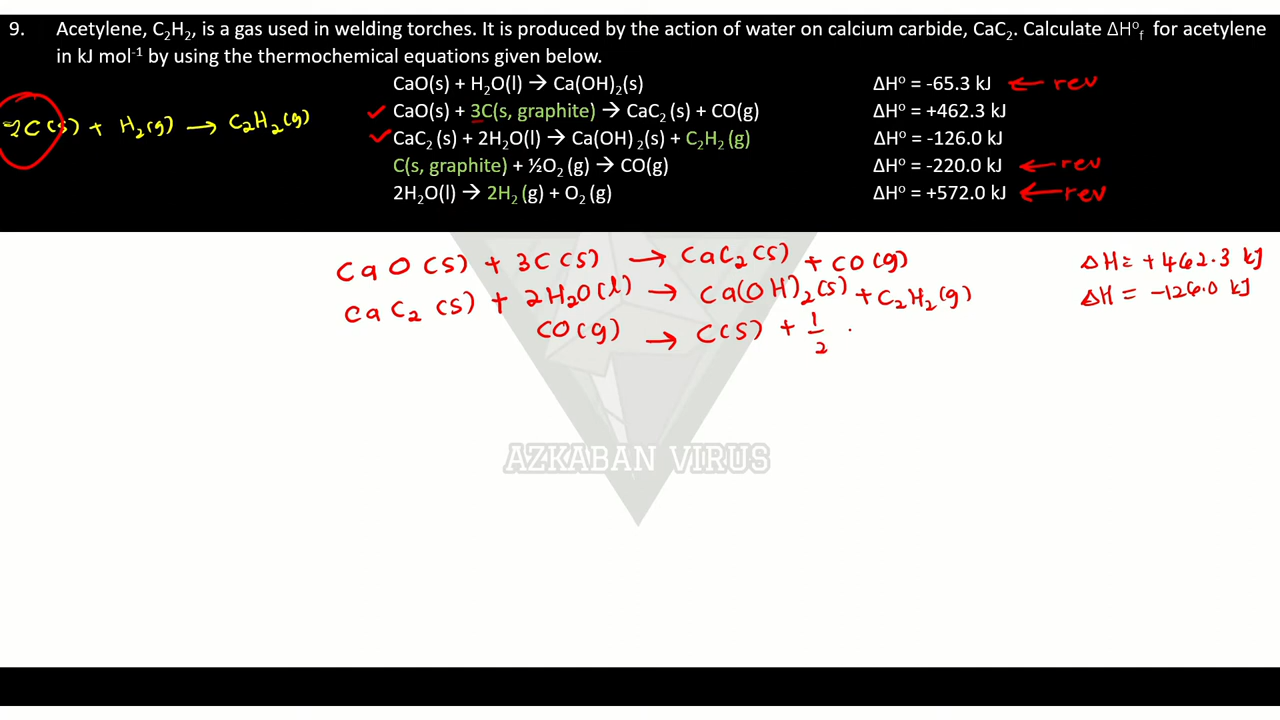 9. Acetylene, C₂H₂, is a gas used in welding torches. It is produced by the action of water on calcium carbide, CaC₂. Calculate ΔH°f for acetylene
in kJ mol⁻¹ by using the thermochemical equations given below.
CaO(s) + H₂O(l) → Ca(OH)₂(s) ΔH° = -65.3 kJ ← rev
CaO(s) + 3C(s, graphite) → CaC₂ (s) + CO(g) ΔH° = +462.3 kJ
2C(s) + H₂(g) → C₂H₂(g)
CaC₂ (s) + 2H₂O(l) → Ca(OH) ₂(s) + C₂H₂ (g) ΔH° = -126.0 kJ
C(s, graphite) + ½O₂ (g) → CO(g) ΔH° = -220.0 kJ ← rev
2H₂O(l) → 2H₂ (g) + O₂ (g) ΔH° = +572.0 kJ ← rev
CaO(s) + 3C(s) → CaC₂(s) + CO(g) ΔH = +462.3 kJ
CaC₂(s) + 2H₂O(l) → Ca(OH)₂(s) + C₂H₂(g) ΔH = -126.0 kJ
CO(g) → C(s) + 1/2
AZKABAN VIRUS